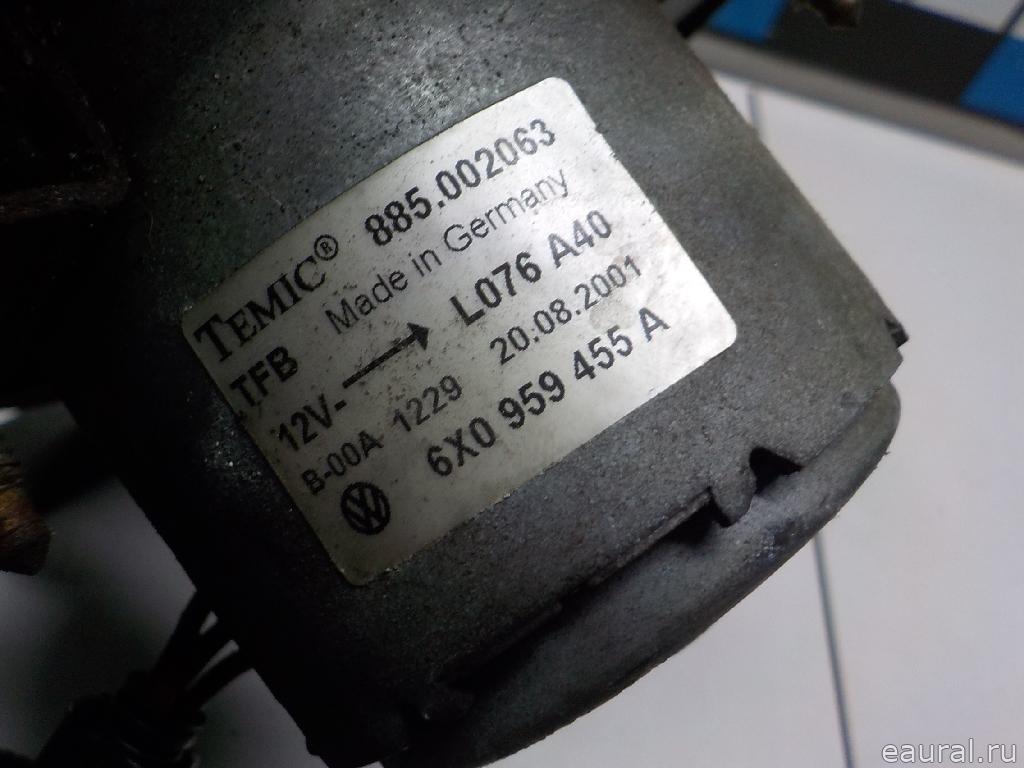 TEMIC® 885.002063
TFB Made in Germany
12V- L076 A40
B-00A 1229 20.08.2001
6X0 959 455 A
VW
eaural.ru